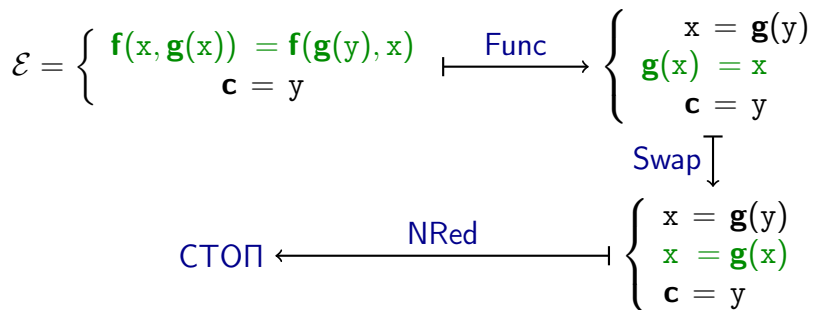 ℰ = { f(x, g(x)) = f(g(y), x)
c = y
Func
x = g(y)
g(x) = x
c = y
Swap
x = g(y)
x = g(x)
c = y
NRed
СТОП